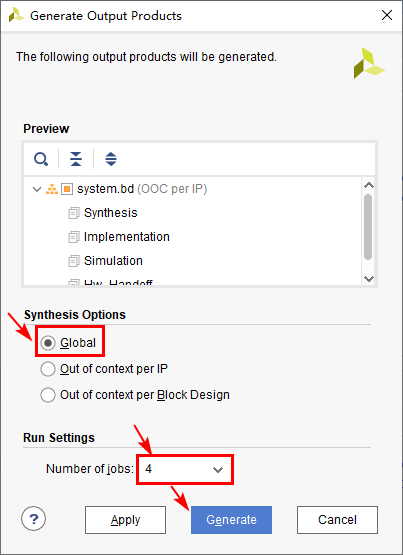 Generate Output Products
The following output products will be generated.
Preview
system.bd (OOC per IP)
Synthesis
Implementation
Simulation
Hw_Handoff
Synthesis Options
Global
Out of context per IP
Out of context per Block Design
Run Settings
Number of jobs: 4
? Apply Generate Cancel